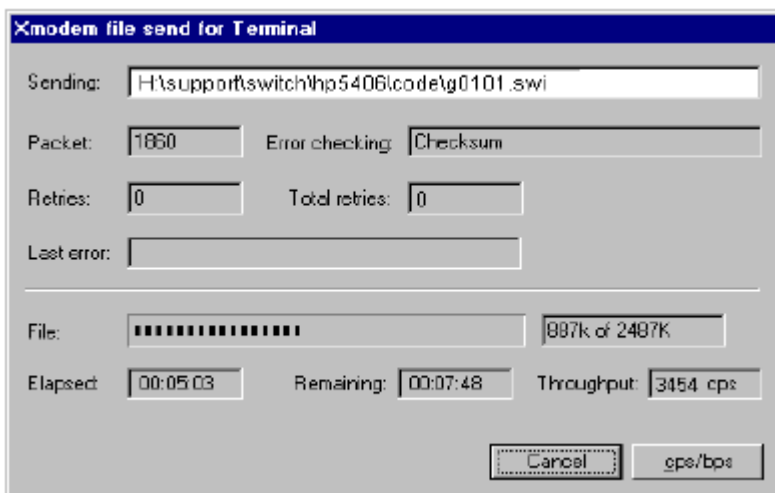 Xmodem file send for Terminal
Sending: H:\support\switch\hp5406\code\g0101.swi
Packet: 1860 Error checking: Checksum
Retries: 0 Total retries: 0
Last error:
File: 887k of 2487K
Elapsed: 00:05:03 Remaining: 00:07:48 Throughput: 3454 cps
Cancel cps/bps